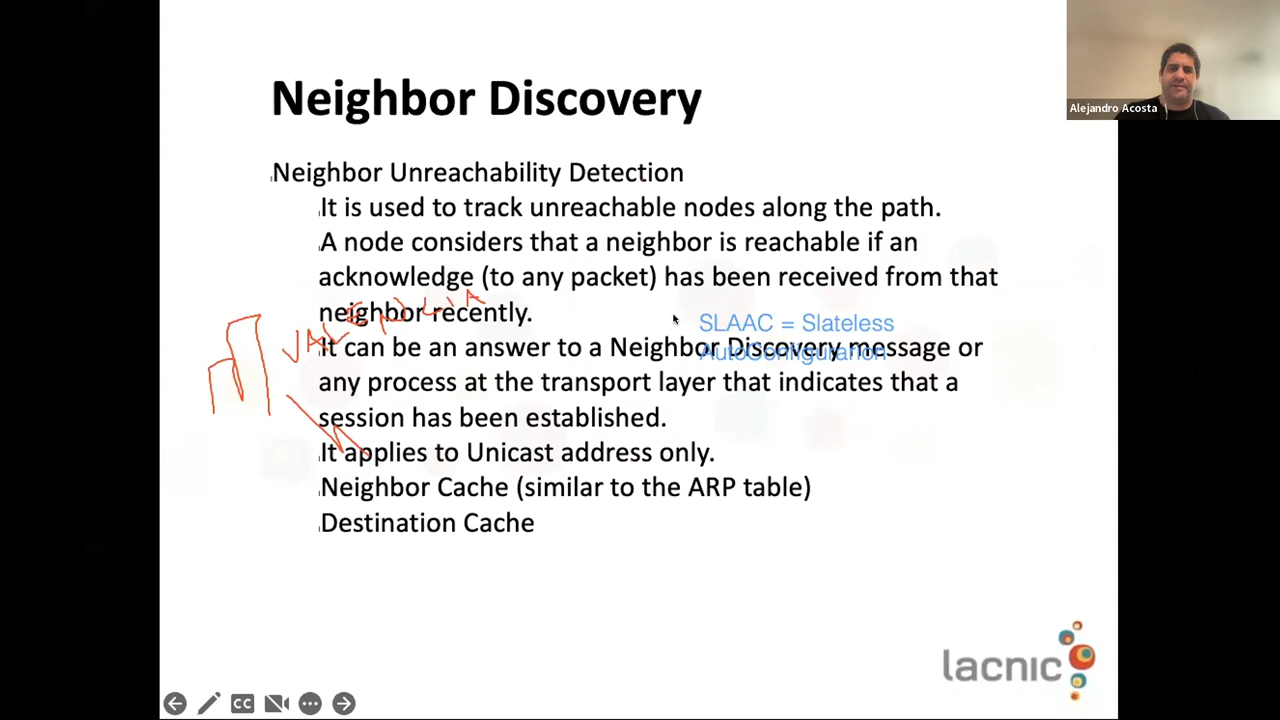 Neighbor Discovery
Alejandro Acosta
Neighbor Unreachability Detection
It is used to track unreachable nodes along the path.
A node considers that a neighbor is reachable if an
acknowledge (to any packet) has been received from that
neighbor recently.
VALENCIA
SLAAC = Slateless
AutoConfiguration
It can be an answer to a Neighbor Discovery message or
any process at the transport layer that indicates that a
session has been established.
It applies to Unicast address only.
Neighbor Cache (similar to the ARP table)
Destination Cache
lacnic
CC